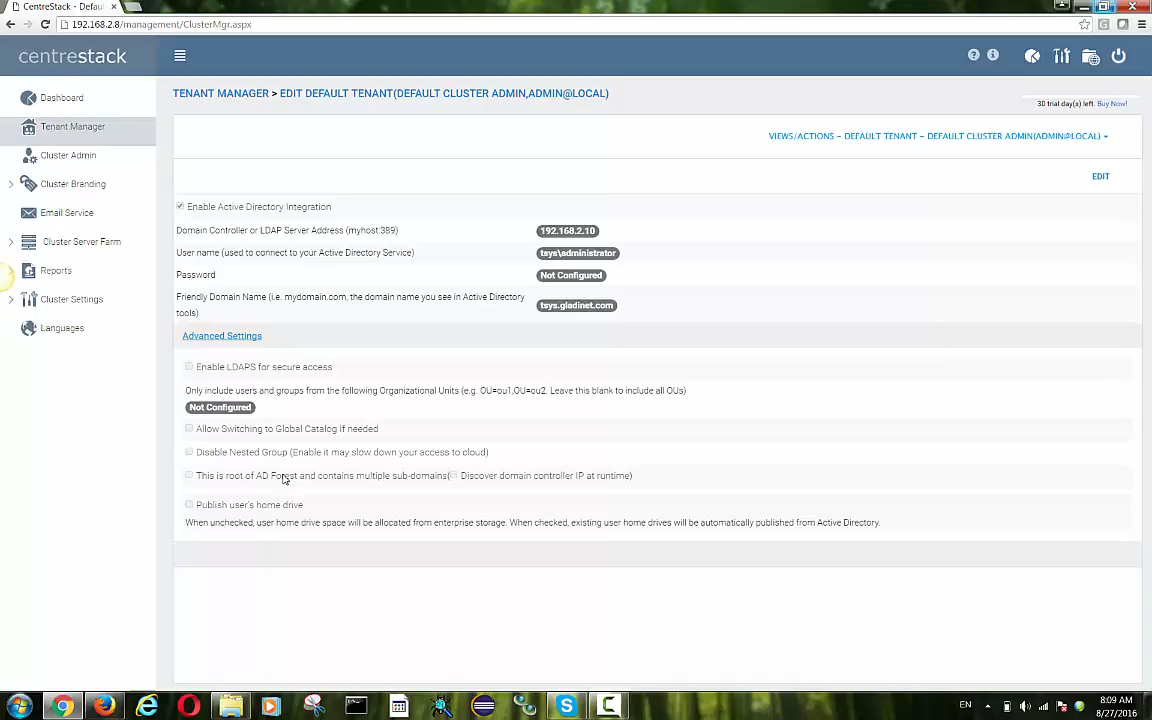 CentreStack - Defau
192.168.2.8/management/ClusterMgr.aspx
centrestack
TENANT MANAGER > EDIT DEFAULT TENANT(DEFAULT CLUSTER ADMIN,ADMIN@LOCAL)
30 trial day(s) left. Buy Now!
Dashboard
Tenant Manager
Cluster Admin
Cluster Branding
Email Service
Cluster Server Farm
Reports
Cluster Settings
Languages
VIEWS/ACTIONS - DEFAULT TENANT - DEFAULT CLUSTER ADMIN(ADMIN@LOCAL)
EDIT
Enable Active Directory Integration
Domain Controller or LDAP Server Address (myhost:389) 192.168.2.10
User name (used to connect to your Active Directory Service) tsys\administrator
Password Not Configured
Friendly Domain Name (i.e. mydomain.com, the domain name you see in Active Directory
tools) tsys.gladinet.com
Advanced Settings
Enable LDAPS for secure access
Only include users and groups from the following Organizational Units (e.g. OU=ou1,OU=ou2. Leave this blank to include all OUs)
Not Configured
Allow Switching to Global Catalog If needed
Disable Nested Group (Enable it may slow down your access to cloud)
This is root of AD Forest and contains multiple sub-domains( Discover domain controller IP at runtime)
Publish user's home drive
When unchecked, user home drive space will be allocated from enterprise storage. When checked, existing user home drives will be automatically published from Active Directory.
EN
8:09 AM
8/27/2016